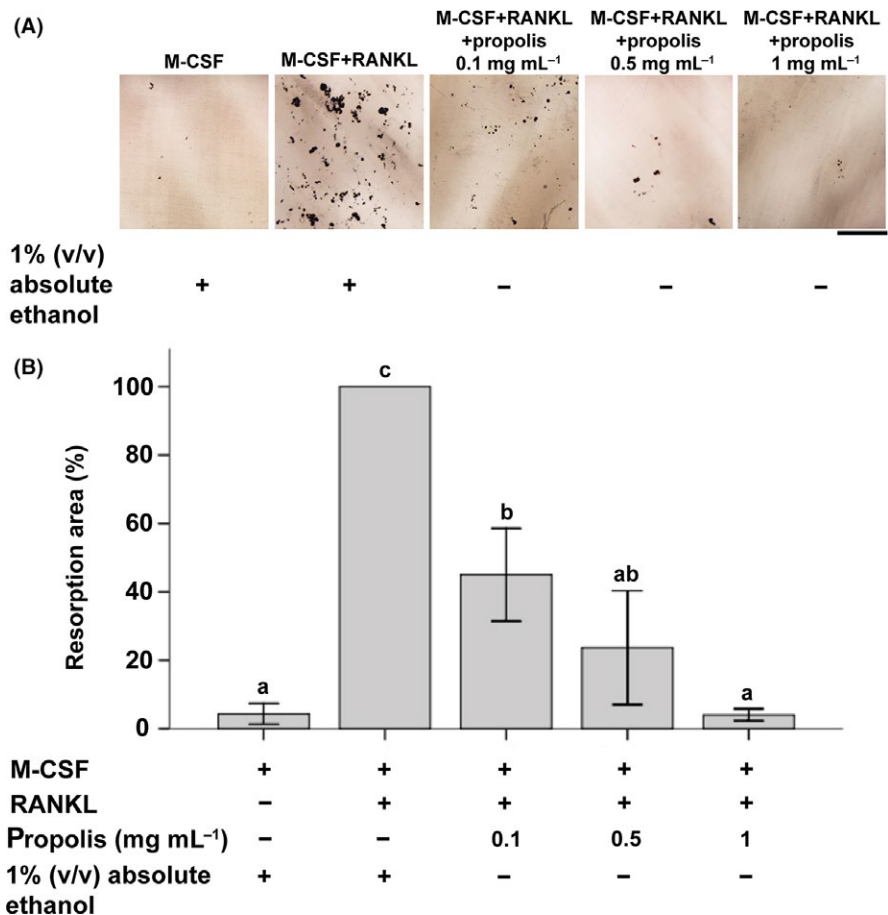 (A)
M-CSF
M-CSF+RANKL
M-CSF+RANKL
+propolis
0.1 mg mL⁻¹
M-CSF+RANKL
+propolis
0.5 mg mL⁻¹
M-CSF+RANKL
+propolis
1 mg mL⁻¹
1% (v/v)
absolute
ethanol
+ + – – –
(B)
Resorption area (%)
100
80
60
40
20
0
a c b ab a
M-CSF + + + + +
RANKL – + + + +
Propolis (mg mL⁻¹) – – 0.1 0.5 1
1% (v/v) absolute + + – – –
ethanol